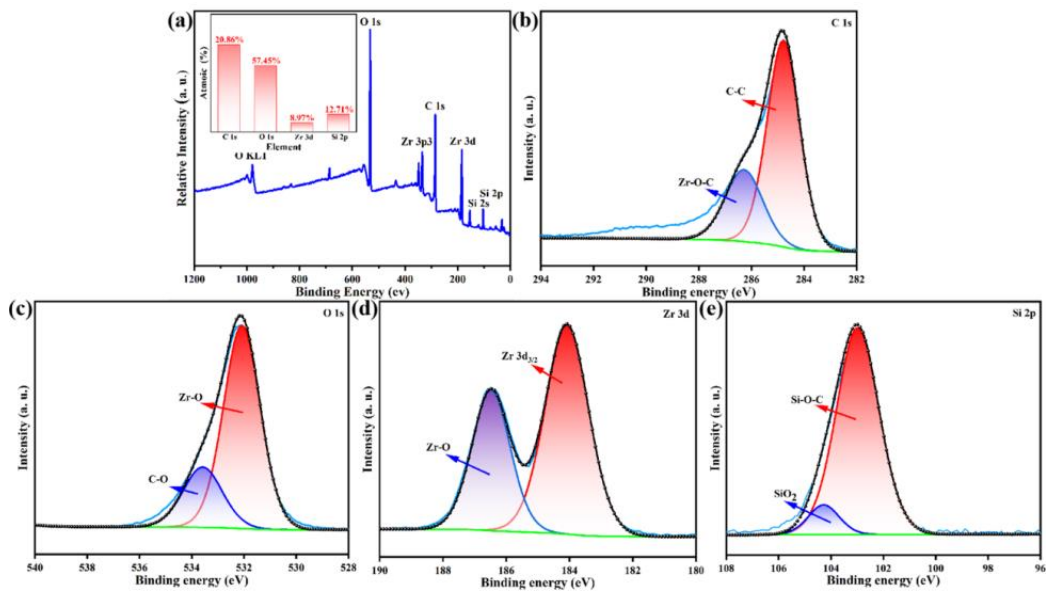 (a)
20.86%
57.45%
8.97%
12.71%
Atmoic (%)
C 1s O 1s Zr 3d Si 2p
Element
O KL1
O 1s
Zr 3p3
C 1s
Zr 3d
Si 2s
Si 2p
Relative Intensity (a. u.)
1200 1000 800 600 400 200 0
Binding Energy (ev)
(b)
C 1s
C-C
Zr-O-C
Intensity (a. u.)
294 292 290 288 286 284 282
Binding energy (eV)
(c)
O 1s
Zr-O
C-O
Intensity (a. u.)
540 538 536 534 532 530 528
Binding energy (eV)
(d)
Zr 3d
Zr 3d3/2
Zr-O
Intensity (a. u.)
190 188 186 184 182 180
Binding energy (eV)
(e)
Si 2p
Si-O-C
SiO2
Intensity (a. u.)
108 106 104 102 100 98 96
Binding energy (eV)